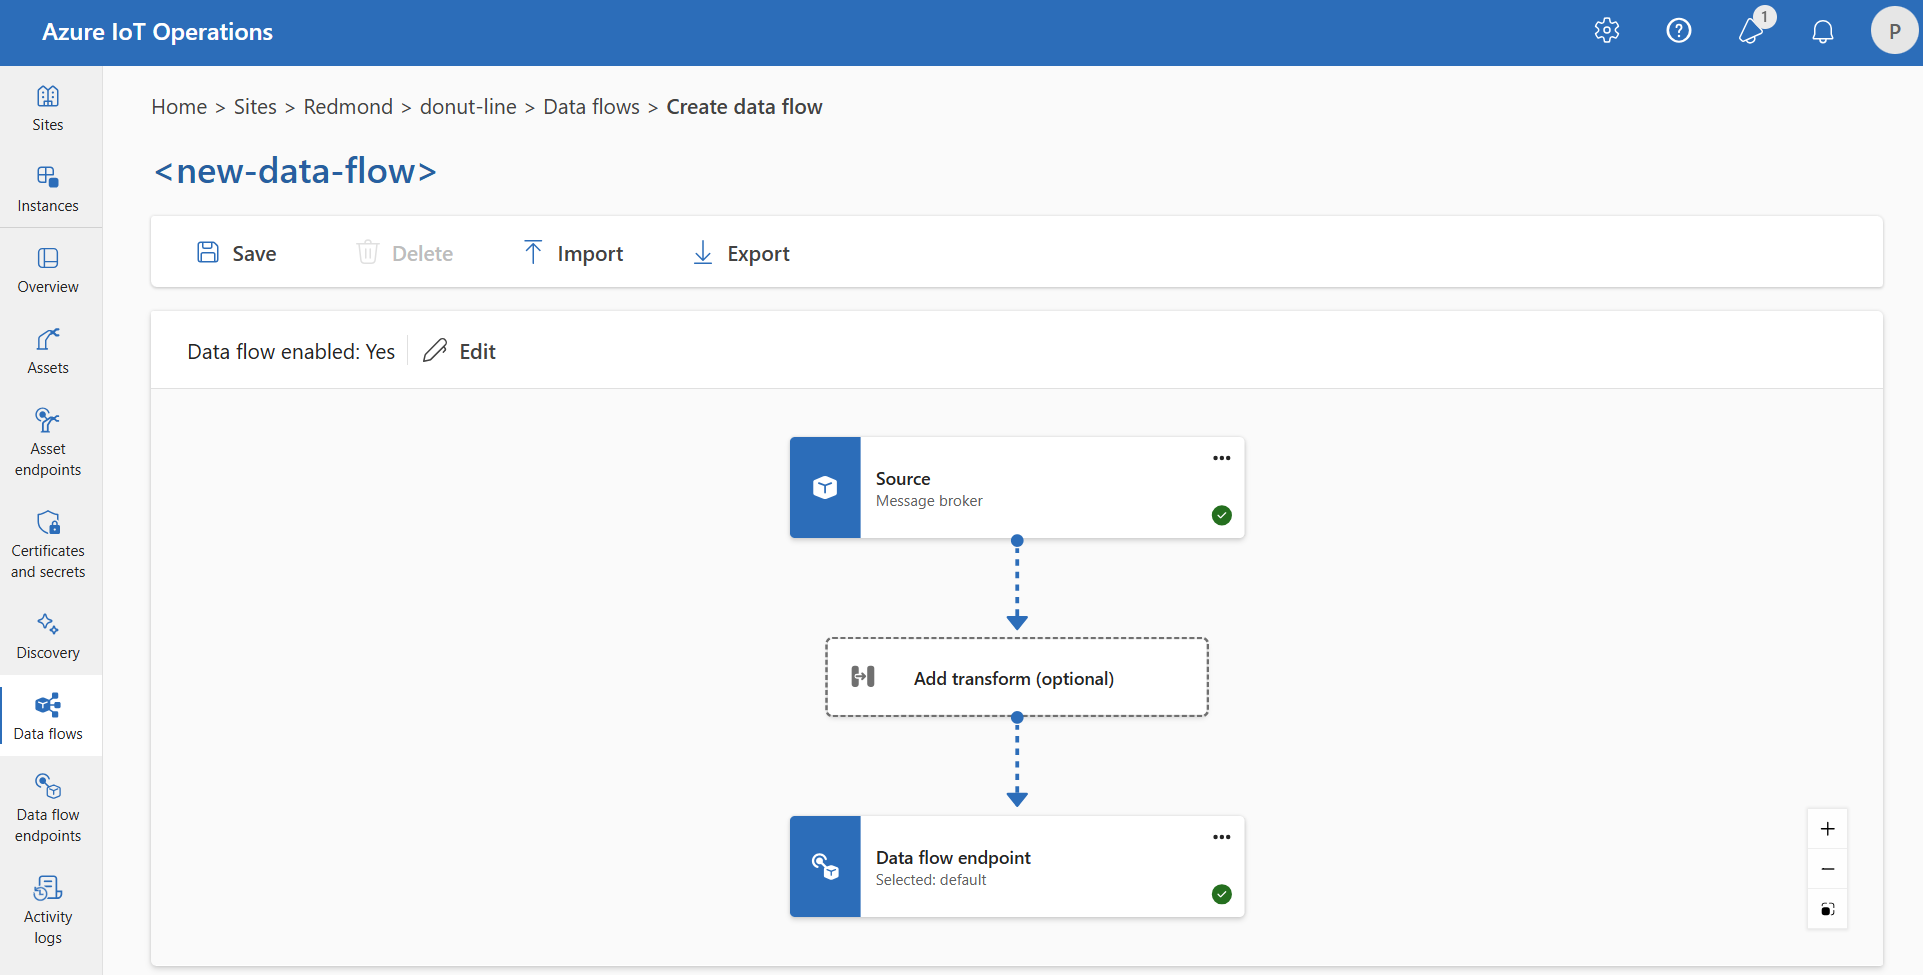 Azure IoT Operations
1
P
Sites
Instances
Overview
Assets
Asset
endpoints
Certificates
and secrets
Discovery
Data flows
Data flow
endpoints
Activity
logs
Home > Sites > Redmond > donut-line > Data flows > Create data flow
<new-data-flow>
Save
Delete
Import
Export
Data flow enabled: Yes
Edit
Source
Message broker
Add transform (optional)
Data flow endpoint
Selected: default